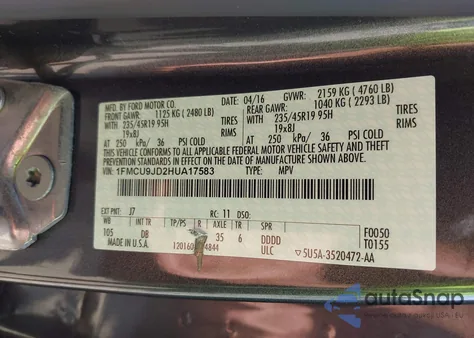 MFD. BY FORD MOTOR CO. 04/16 GVWR: 2159 KG (4760 LB)
FRONT GAWR: 1125 KG (2480 LB) REAR GAWR: 1040 KG (2293 LB)
WITH 235/45R19 95H TIRES WITH 235/45R19 95H TIRES
19x8J RIMS 19x8J RIMS
AT 250 kPa/ 36 PSI COLD AT 250 kPa/ 36 PSI COLD
THIS VEHICLE CONFORMS TO ALL APPLICABLE FEDERAL MOTOR VEHICLE SAFETY AND BUMPER AND THEFT PREVENTION STANDARDS IN EFFECT ON THE DATE OF MANUFACTURE SHOWN ABOVE.
VIN: 1FMCU9JD2HUA17583 TYPE: MPV
EXT PNT: J7 RC: 11 DSO: F0050
WB INT TR TP/PS R AXLE TR SPR T0155
105 DB 35 6 DDDD
MADE IN U.S.A. ULC 5U5A-3520472-AA
autoSnap